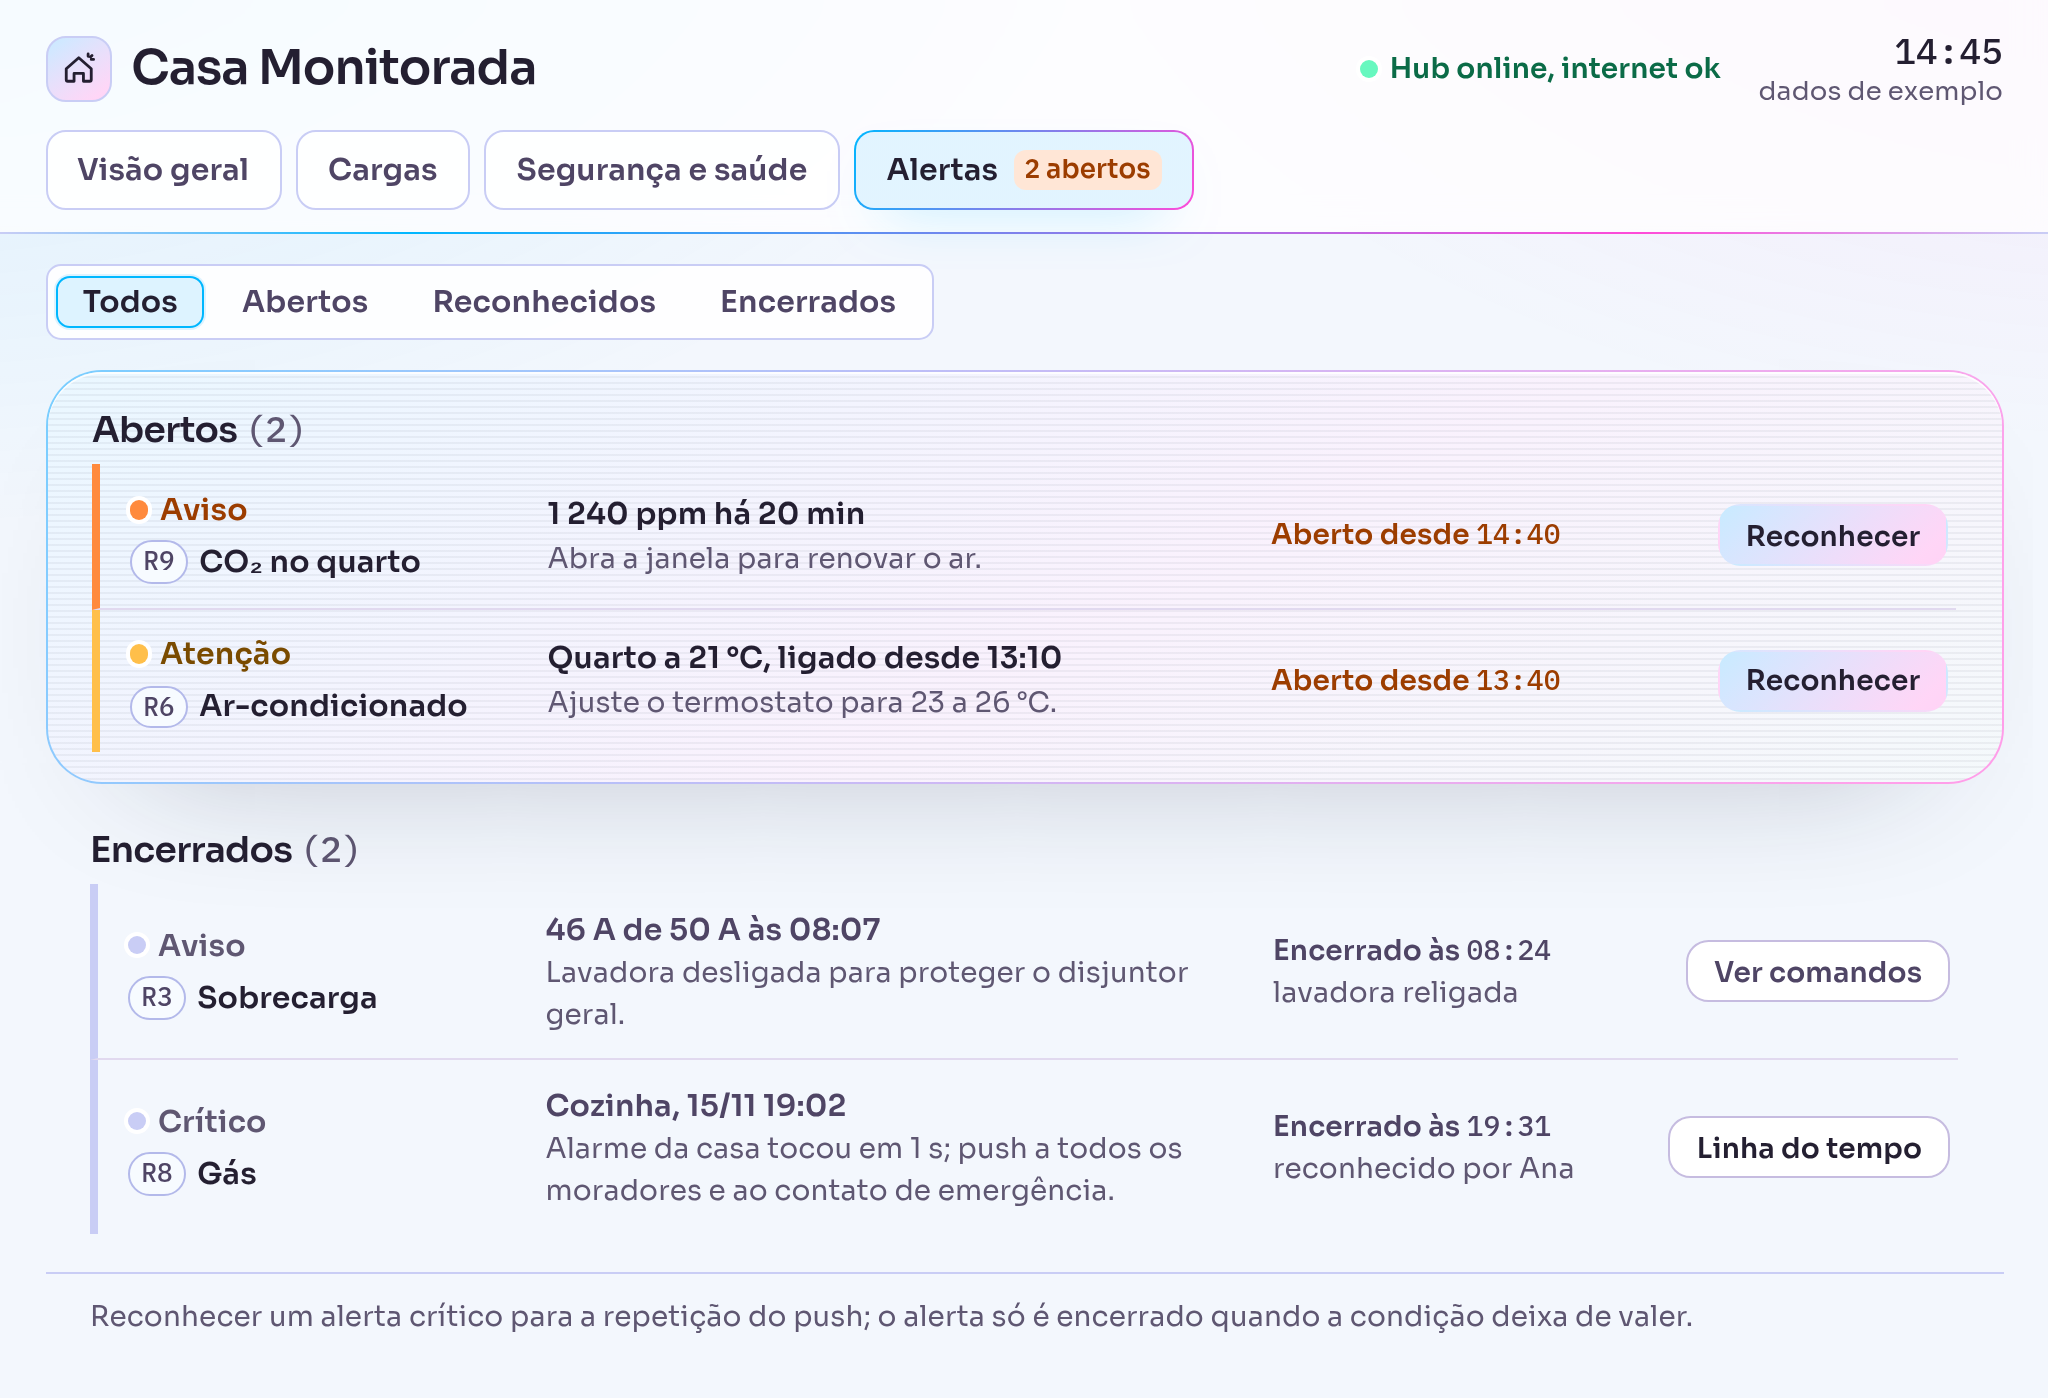 Casa Monitorada
Hub online, internet ok
14:45
dados de exemplo
Visão geral
Cargas
Segurança e saúde
Alertas 2 abertos
Todos
Abertos
Reconhecidos
Encerrados
Abertos (2)
Aviso
R9 CO₂ no quarto
1 240 ppm há 20 min
Abra a janela para renovar o ar.
Aberto desde 14:40
Reconhecer
Atenção
R6 Ar-condicionado
Quarto a 21 °C, ligado desde 13:10
Ajuste o termostato para 23 a 26 °C.
Aberto desde 13:40
Reconhecer
Encerrados (2)
Aviso
R3 Sobrecarga
46 A de 50 A às 08:07
Lavadora desligada para proteger o disjuntor
geral.
Encerrado às 08:24
lavadora religada
Ver comandos
Crítico
R8 Gás
Cozinha, 15/11 19:02
Alarme da casa tocou em 1 s; push a todos os
moradores e ao contato de emergência.
Encerrado às 19:31
reconhecido por Ana
Linha do tempo
Reconhecer um alerta crítico para a repetição do push; o alerta só é encerrado quando a condição deixa de valer.